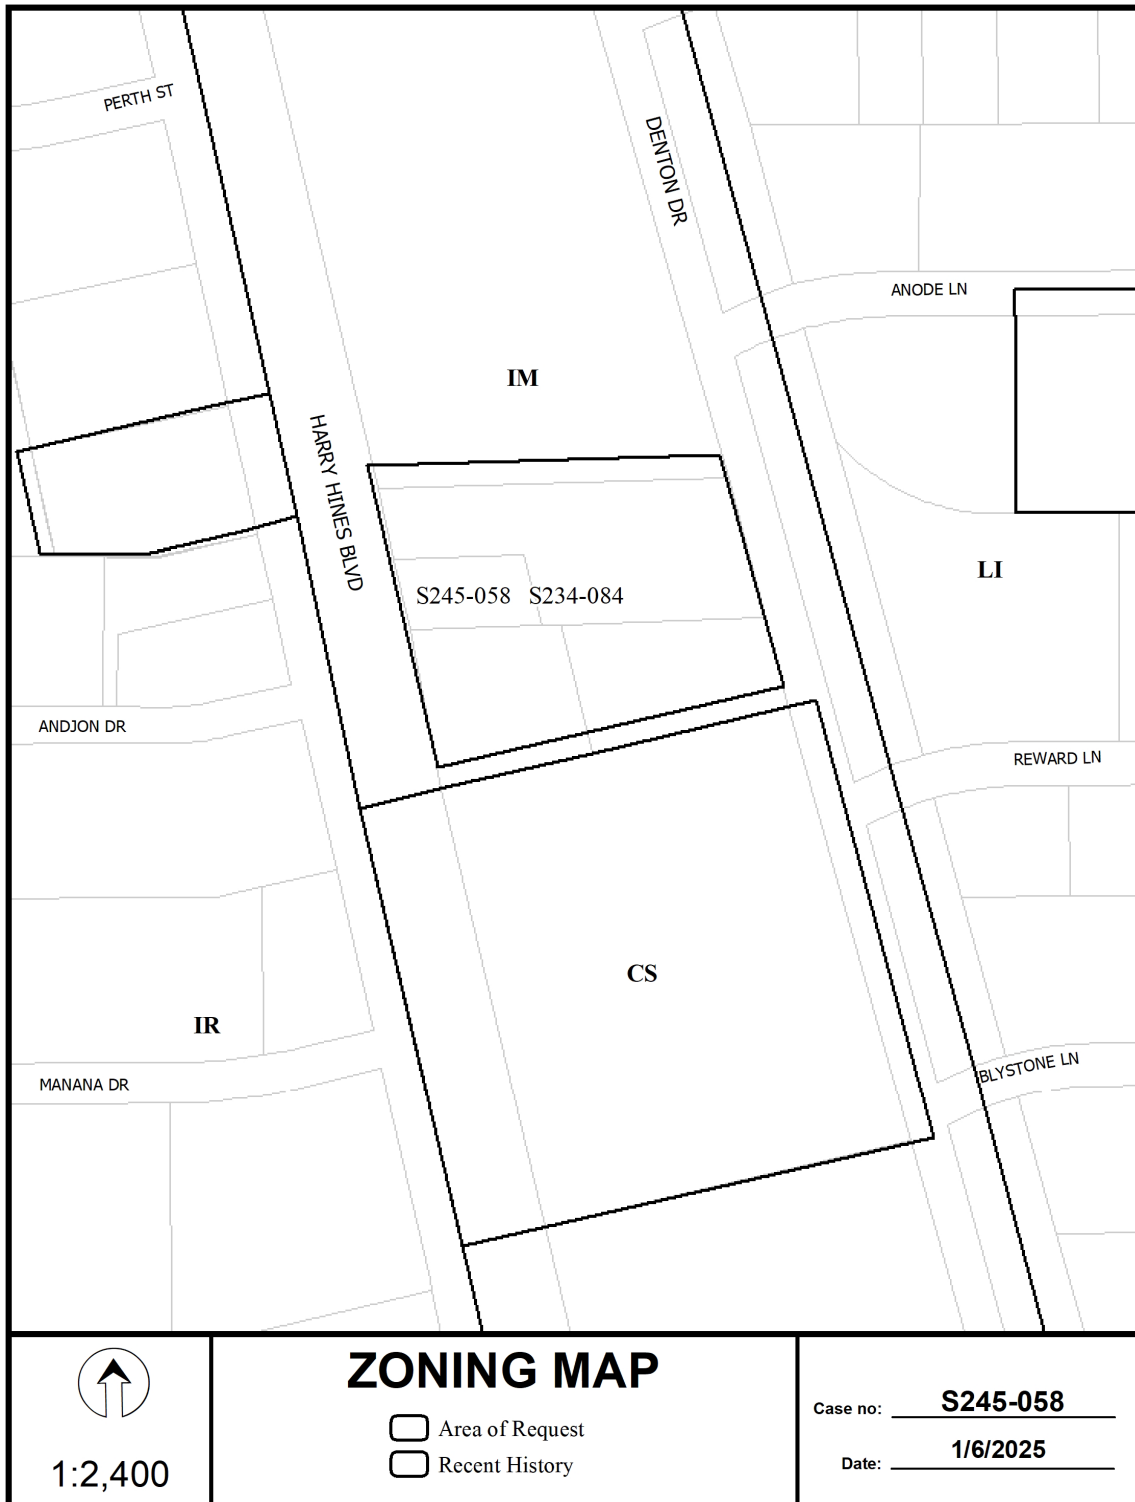 PERTH ST
DENTON DR
ANODE LN
IM
HARRY HINES BLVD
LI
S245-058 S234-084
ANDJON DR
REWARD LN
CS
IR
BLYSTONE LN
MANANA DR
1:2,400
ZONING MAP
Area of Request
Recent History
Case no: S245-058
Date: 1/6/2025